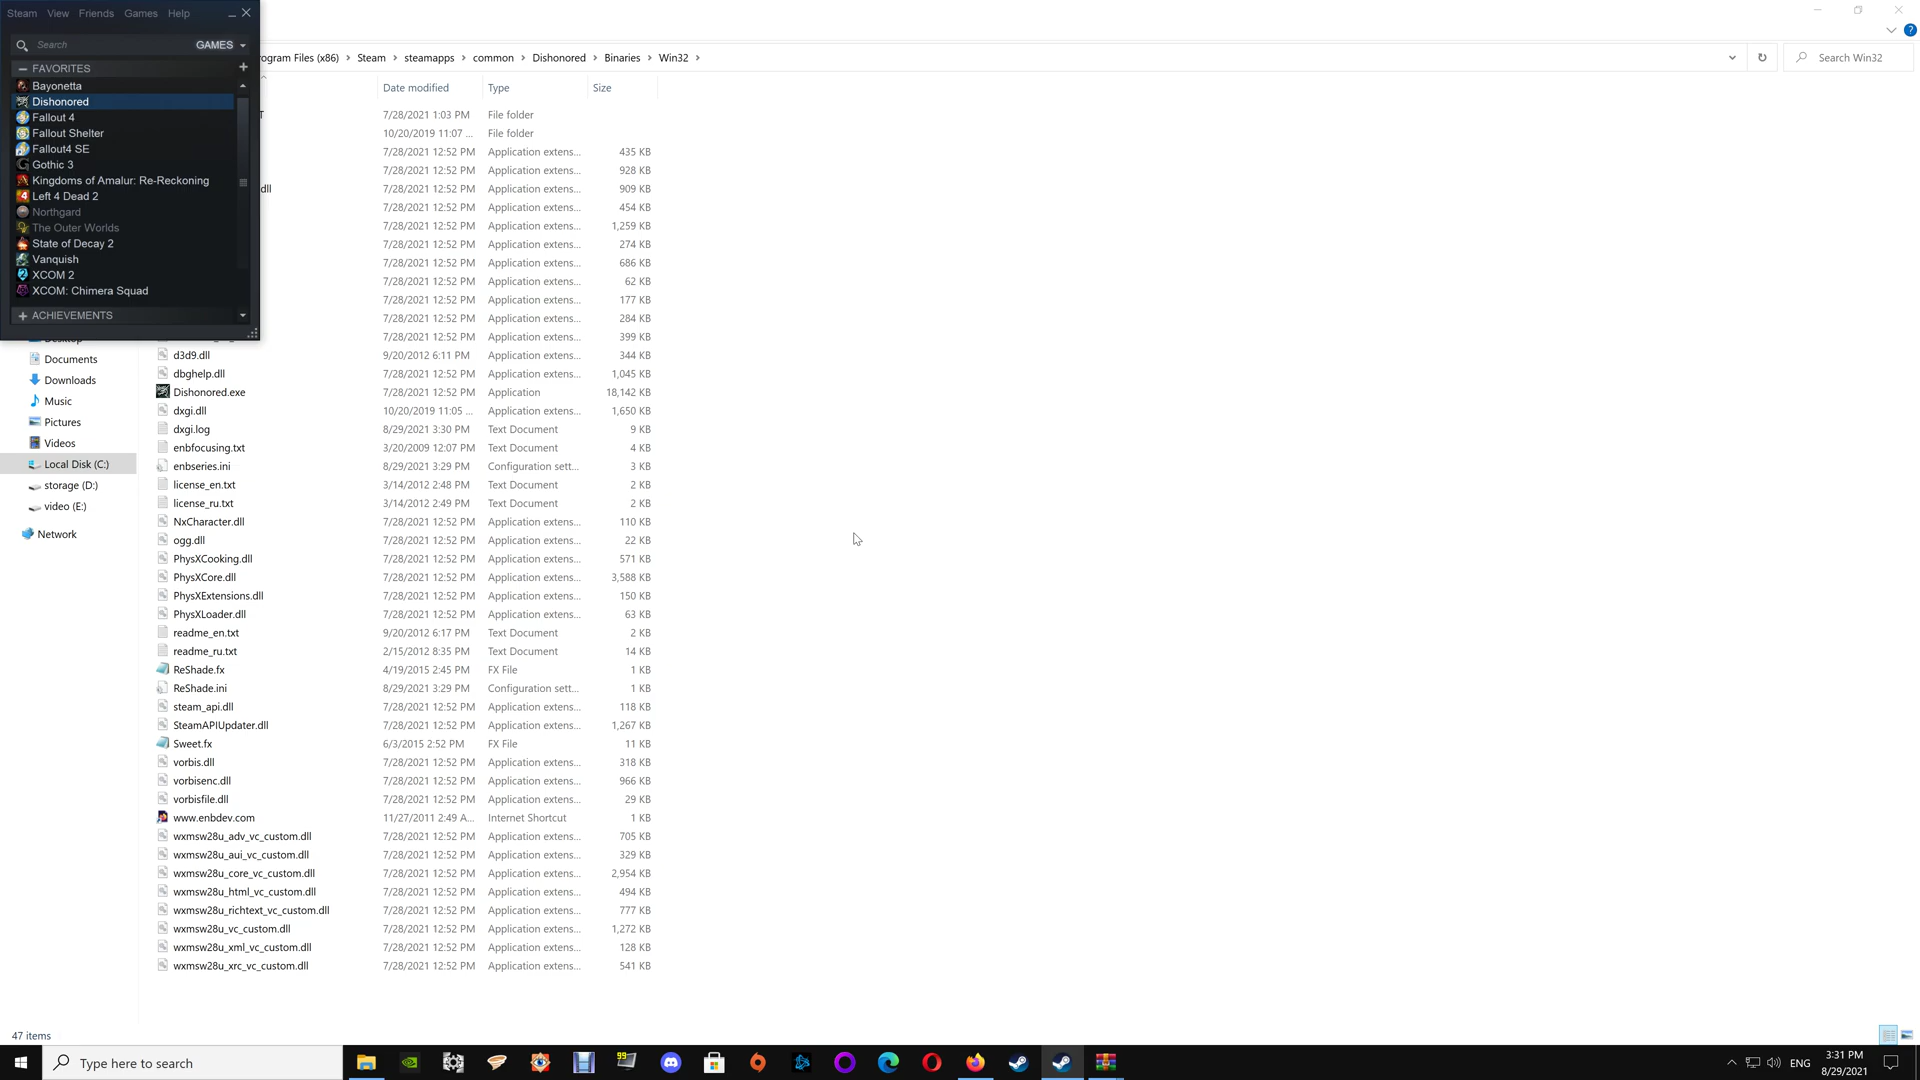 Steam View Friends Games Help
Search GAMES
FAVORITES
Bayonetta
Dishonored
Fallout 4
Fallout Shelter
Fallout4 SE
Gothic 3
Kingdoms of Amalur: Re-Reckoning
Left 4 Dead 2
Northgard
The Outer Worlds
State of Decay 2
Vanquish
XCOM 2
XCOM: Chimera Squad
ACHIEVEMENTS
ogram Files (x86) Steam steamapps common Dishonored Binaries Win32 Search Win32
Date modified Type Size
7/28/2021 1:03 PM File folder
10/20/2019 11:07 ... File folder
7/28/2021 12:52 PM Application extens... 435 KB
7/28/2021 12:52 PM Application extens... 928 KB
dll 7/28/2021 12:52 PM Application extens... 909 KB
7/28/2021 12:52 PM Application extens... 454 KB
7/28/2021 12:52 PM Application extens... 1,259 KB
7/28/2021 12:52 PM Application extens... 274 KB
7/28/2021 12:52 PM Application extens... 686 KB
7/28/2021 12:52 PM Application extens... 62 KB
7/28/2021 12:52 PM Application extens... 177 KB
7/28/2021 12:52 PM Application extens... 284 KB
7/28/2021 12:52 PM Application extens... 399 KB
d3d9.dll 9/20/2012 6:11 PM Application extens... 344 KB
dbghelp.dll 7/28/2021 12:52 PM Application extens... 1,045 KB
Dishonored.exe 7/28/2021 12:52 PM Application 18,142 KB
dxgi.dll 10/20/2019 11:05 ... Application extens... 1,650 KB
dxgi.log 8/29/2021 3:30 PM Text Document 9 KB
enbfocusing.txt 3/20/2009 12:07 PM Text Document 4 KB
enbseries.ini 8/29/2021 3:29 PM Configuration sett... 3 KB
license_en.txt 3/14/2012 2:48 PM Text Document 2 KB
license_ru.txt 3/14/2012 2:49 PM Text Document 2 KB
NxCharacter.dll 7/28/2021 12:52 PM Application extens... 110 KB
ogg.dll 7/28/2021 12:52 PM Application extens... 22 KB
PhysXCooking.dll 7/28/2021 12:52 PM Application extens... 571 KB
PhysXCore.dll 7/28/2021 12:52 PM Application extens... 3,588 KB
PhysXExtensions.dll 7/28/2021 12:52 PM Application extens... 150 KB
PhysXLoader.dll 7/28/2021 12:52 PM Application extens... 63 KB
readme_en.txt 9/20/2012 6:17 PM Text Document 2 KB
readme_ru.txt 2/15/2012 8:35 PM Text Document 14 KB
ReShade.fx 4/19/2015 2:45 PM FX File 1 KB
ReShade.ini 8/29/2021 3:29 PM Configuration sett... 1 KB
steam_api.dll 7/28/2021 12:52 PM Application extens... 118 KB
SteamAPIUpdater.dll 7/28/2021 12:52 PM Application extens... 1,267 KB
Sweet.fx 6/3/2015 2:52 PM FX File 11 KB
vorbis.dll 7/28/2021 12:52 PM Application extens... 318 KB
vorbisenc.dll 7/28/2021 12:52 PM Application extens... 966 KB
vorbisfile.dll 7/28/2021 12:52 PM Application extens... 29 KB
www.enbdev.com 11/27/2011 2:49 A... Internet Shortcut 1 KB
wxmsw28u_adv_vc_custom.dll 7/28/2021 12:52 PM Application extens... 705 KB
wxmsw28u_aui_vc_custom.dll 7/28/2021 12:52 PM Application extens... 329 KB
wxmsw28u_core_vc_custom.dll 7/28/2021 12:52 PM Application extens... 2,954 KB
wxmsw28u_html_vc_custom.dll 7/28/2021 12:52 PM Application extens... 494 KB
wxmsw28u_richtext_vc_custom.dll 7/28/2021 12:52 PM Application extens... 777 KB
wxmsw28u_vc_custom.dll 7/28/2021 12:52 PM Application extens... 1,272 KB
wxmsw28u_xml_vc_custom.dll 7/28/2021 12:52 PM Application extens... 128 KB
wxmsw28u_xrc_vc_custom.dll 7/28/2021 12:52 PM Application extens... 541 KB
Desktop
Documents
Downloads
Music
Pictures
Videos
Local Disk (C:)
storage (D:)
video (E:)
Network
47 items
Type here to search
99
ENG
3:31 PM
8/29/2021